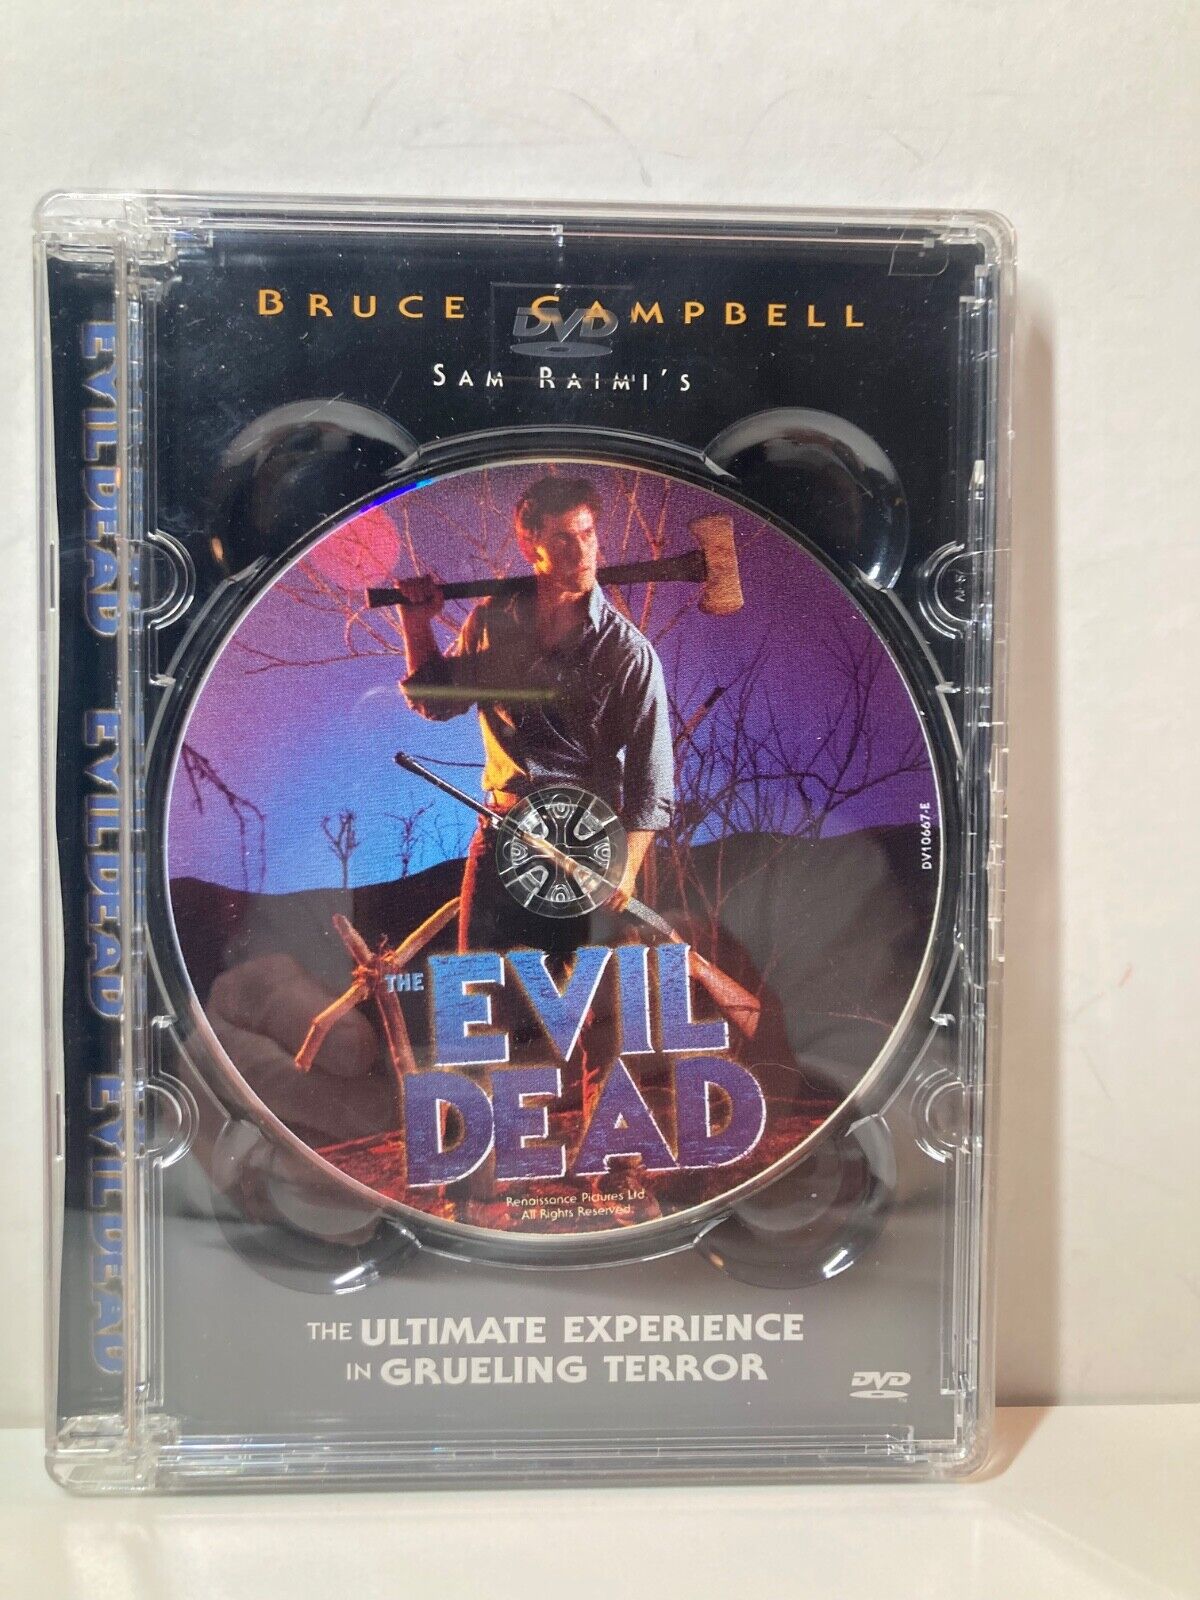 BRUCE CAMPBELL
DVD
SAM RAIMI'S
EVILDEAD EVILDEAD EVILDEAD
DV10667-E
THE EVIL
DEAD
Renaissance Pictures Ltd.
All Rights Reserved.
THE ULTIMATE EXPERIENCE
IN GRUELING TERROR
DVD